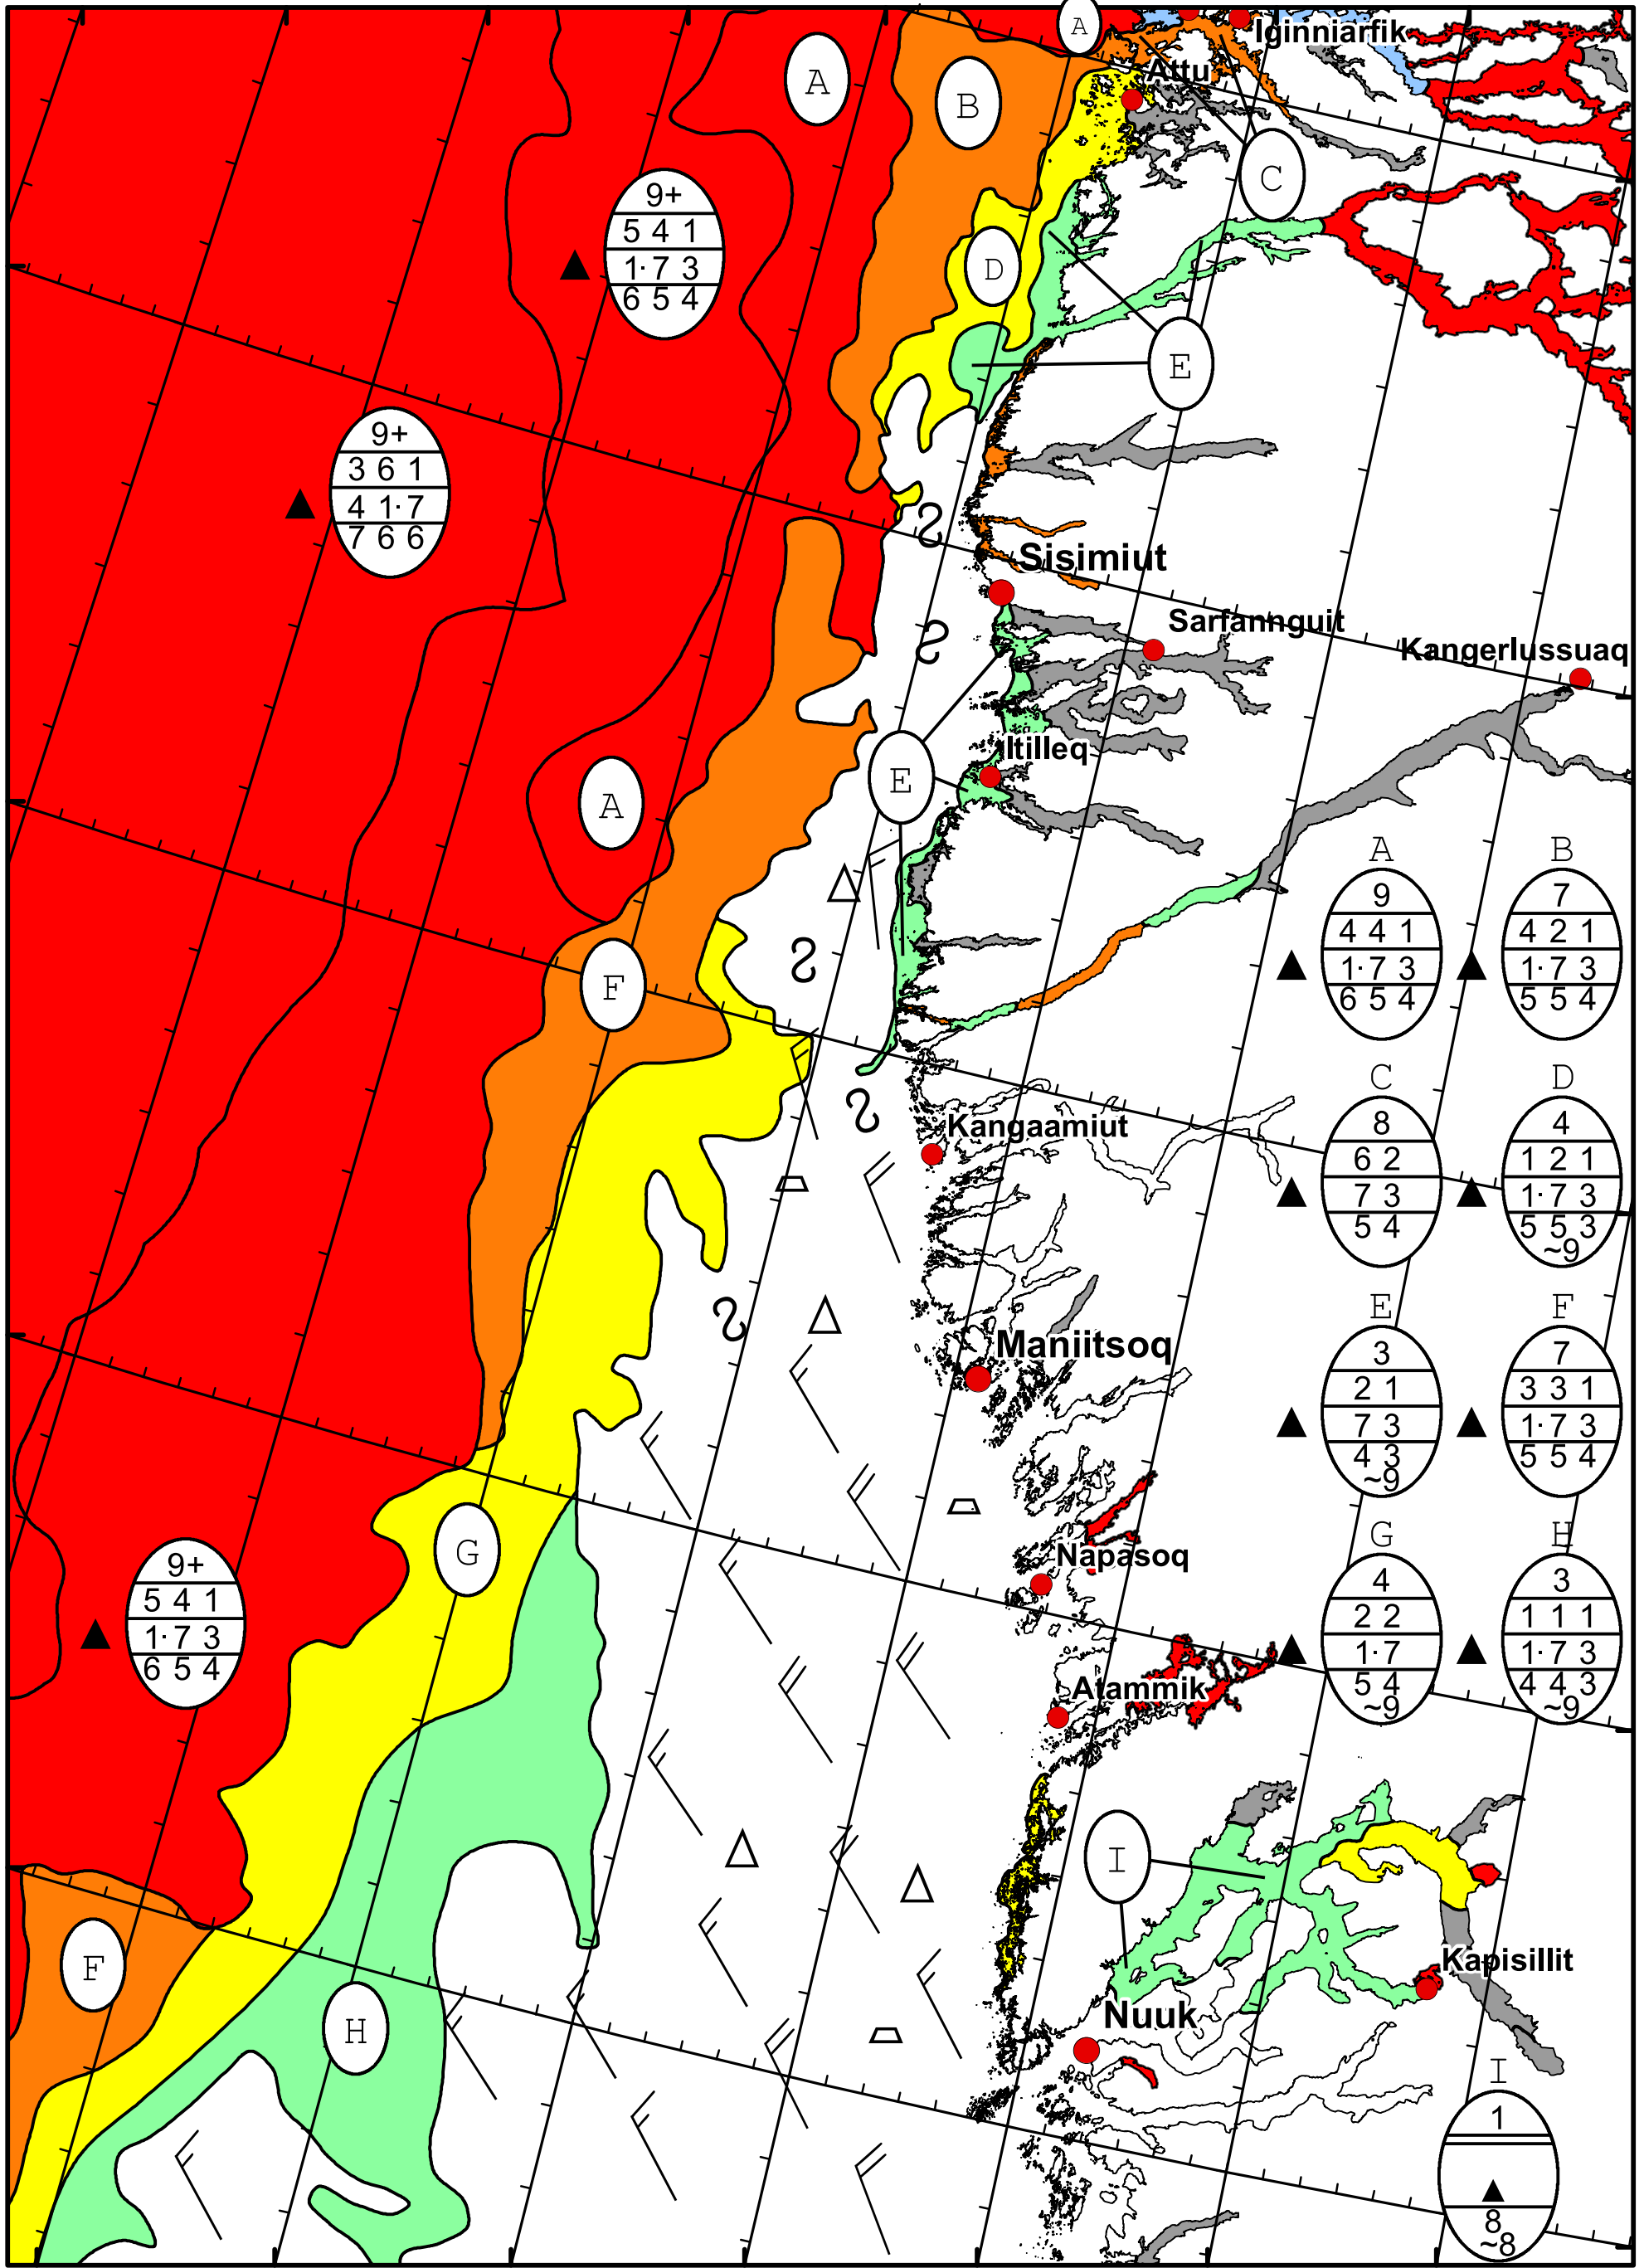 A
Iginniarfik
Attu
A
B
C
9+
5 4 1
1·7 3
6 5 4
D
E
9+
3 6 1
4 1·7
7 6 6
Sisimiut
Sarfannguit
Kangerlussuaq
Itilleq
E
A
F
A
9
4 4 1
1·7 3
6 5 4
B
7
4 2 1
1·7 3
5 5 4
Kangaamiut
C
8
6 2
7 3
5 4
D
4
1 2 1
1·7 3
5 5 3
~9
Maniitsoq
E
3
2 1
7 3
4 3
~9
F
7
3 3 1
1·7 3
5 5 4
G
Napasoq
9+
5 4 1
1·7 3
6 5 4
G
4
2 2
1·7
5 4
~9
H
3
1 1 1
1·7 3
4 4 3
~9
Atammik
I
F
H
Kapisillit
Nuuk
I
1
8
~8